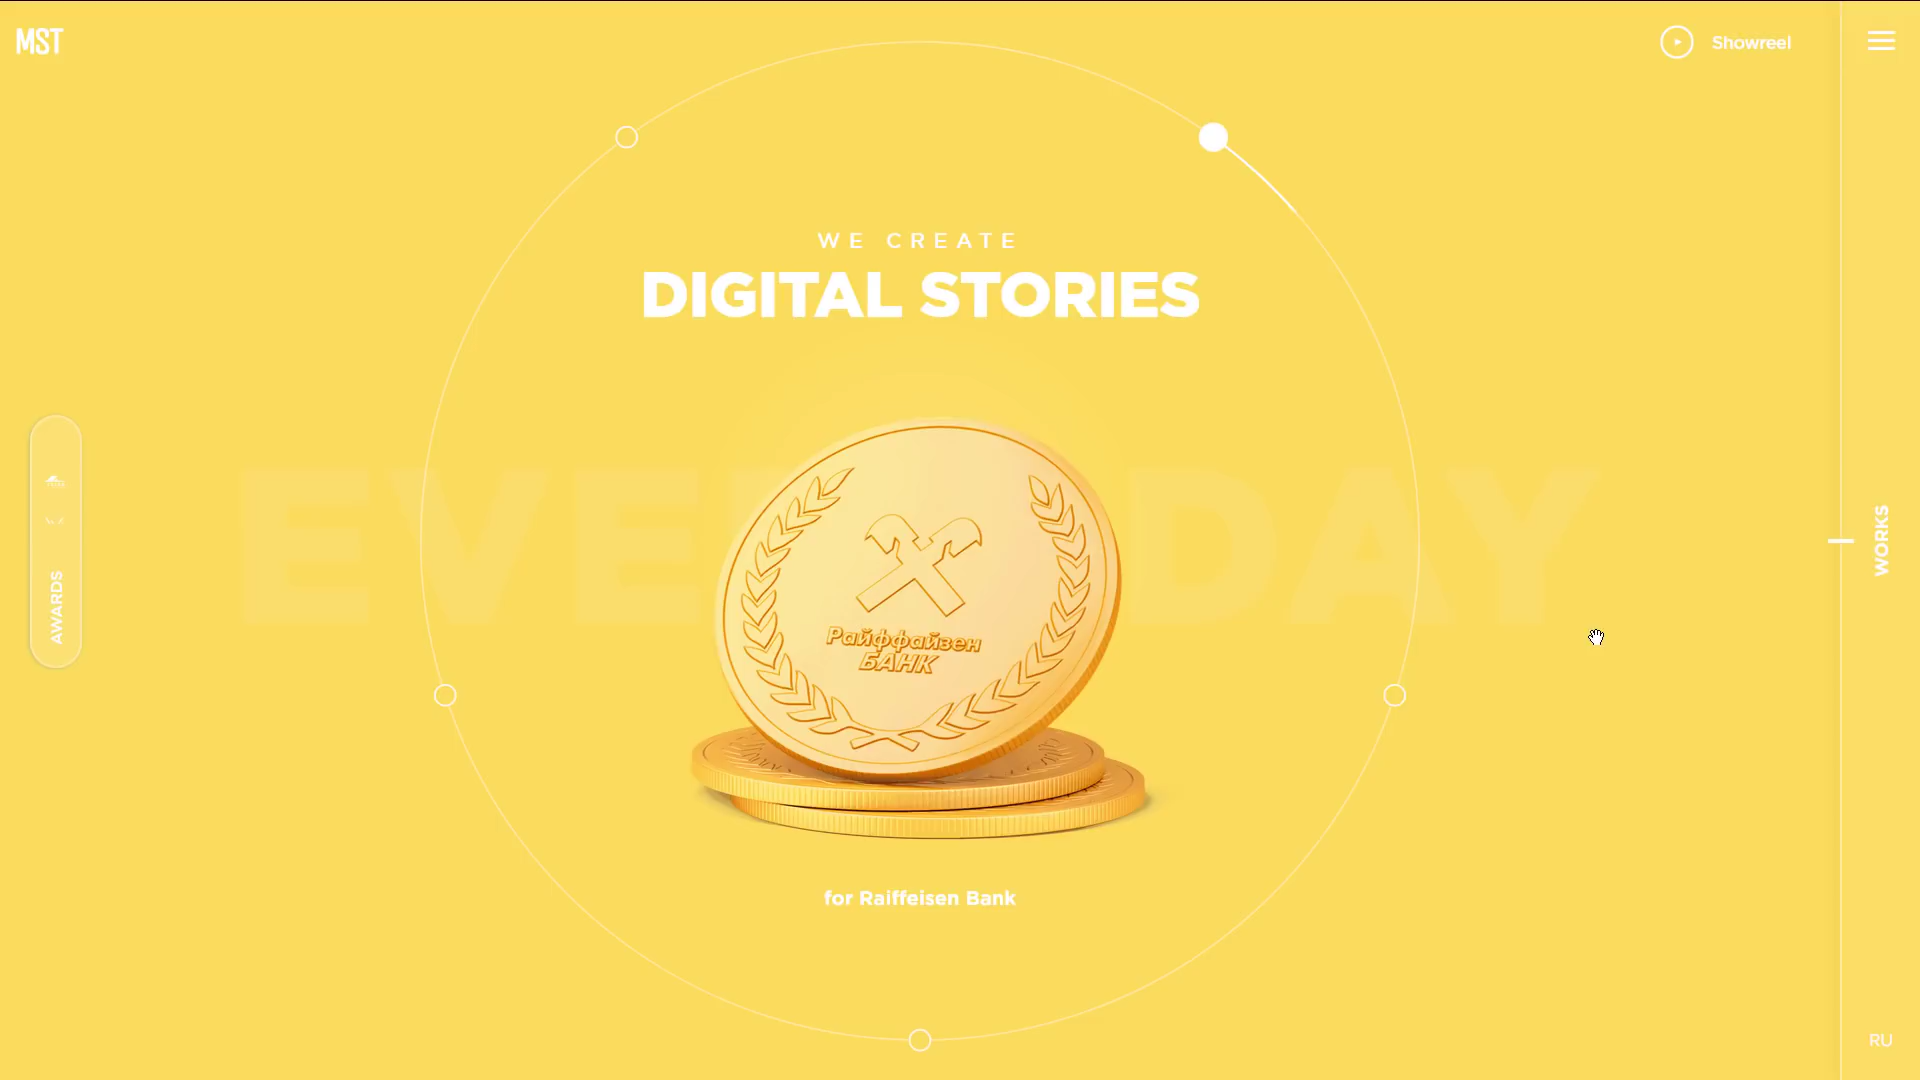 MST
Showreel
WE CREATE
DIGITAL STORIES
EVERYDAY
Райффайзен
БАНК
for Raiffeisen Bank
AWARDS
WORKS
RU